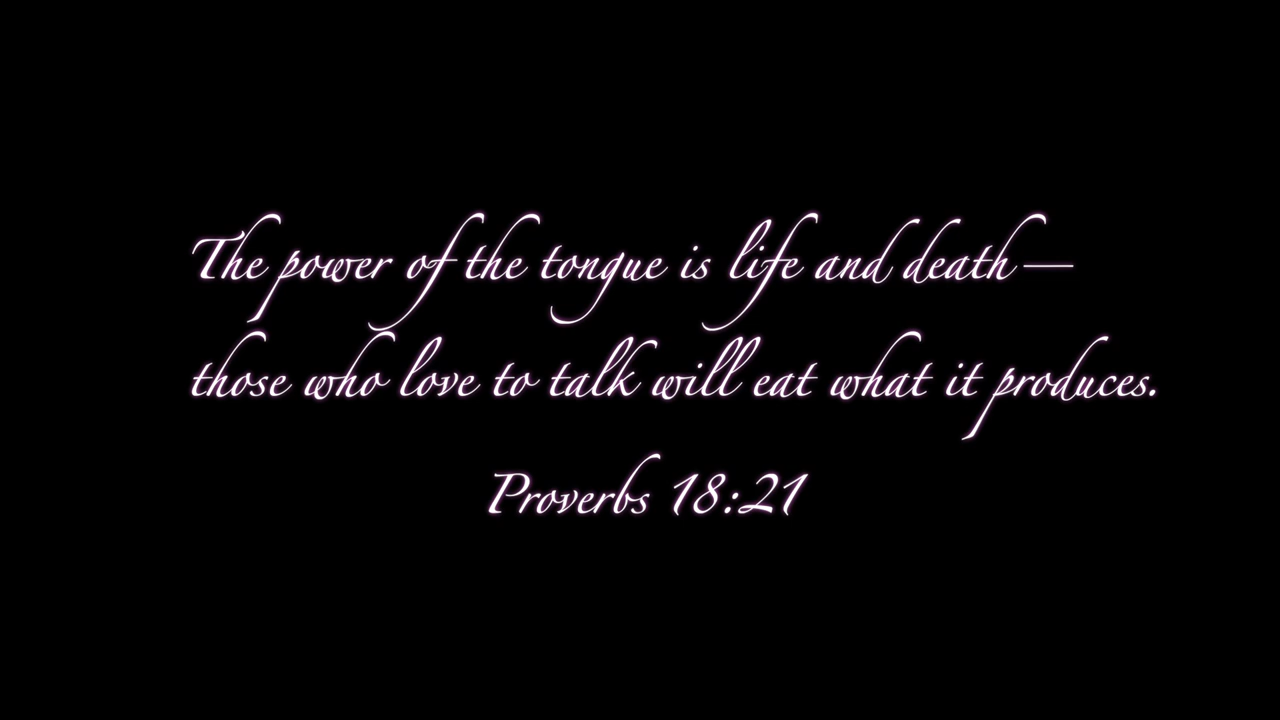 The power of the tongue is life and death—
those who love to talk will eat what it produces.
Proverbs 18:21